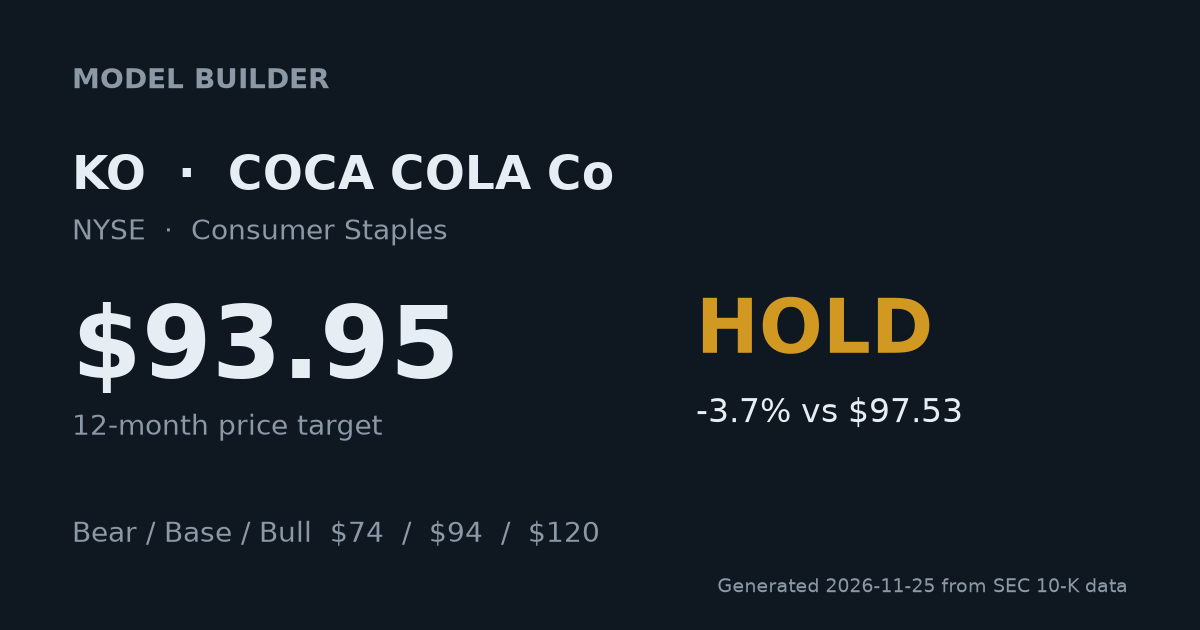 MODEL BUILDER
KO · COCA COLA Co
NYSE · Consumer Staples
$93.95
12-month price target
HOLD
-3.7% vs $97.53
Bear / Base / Bull $74 / $94 / $120
Generated 2026-11-25 from SEC 10-K data